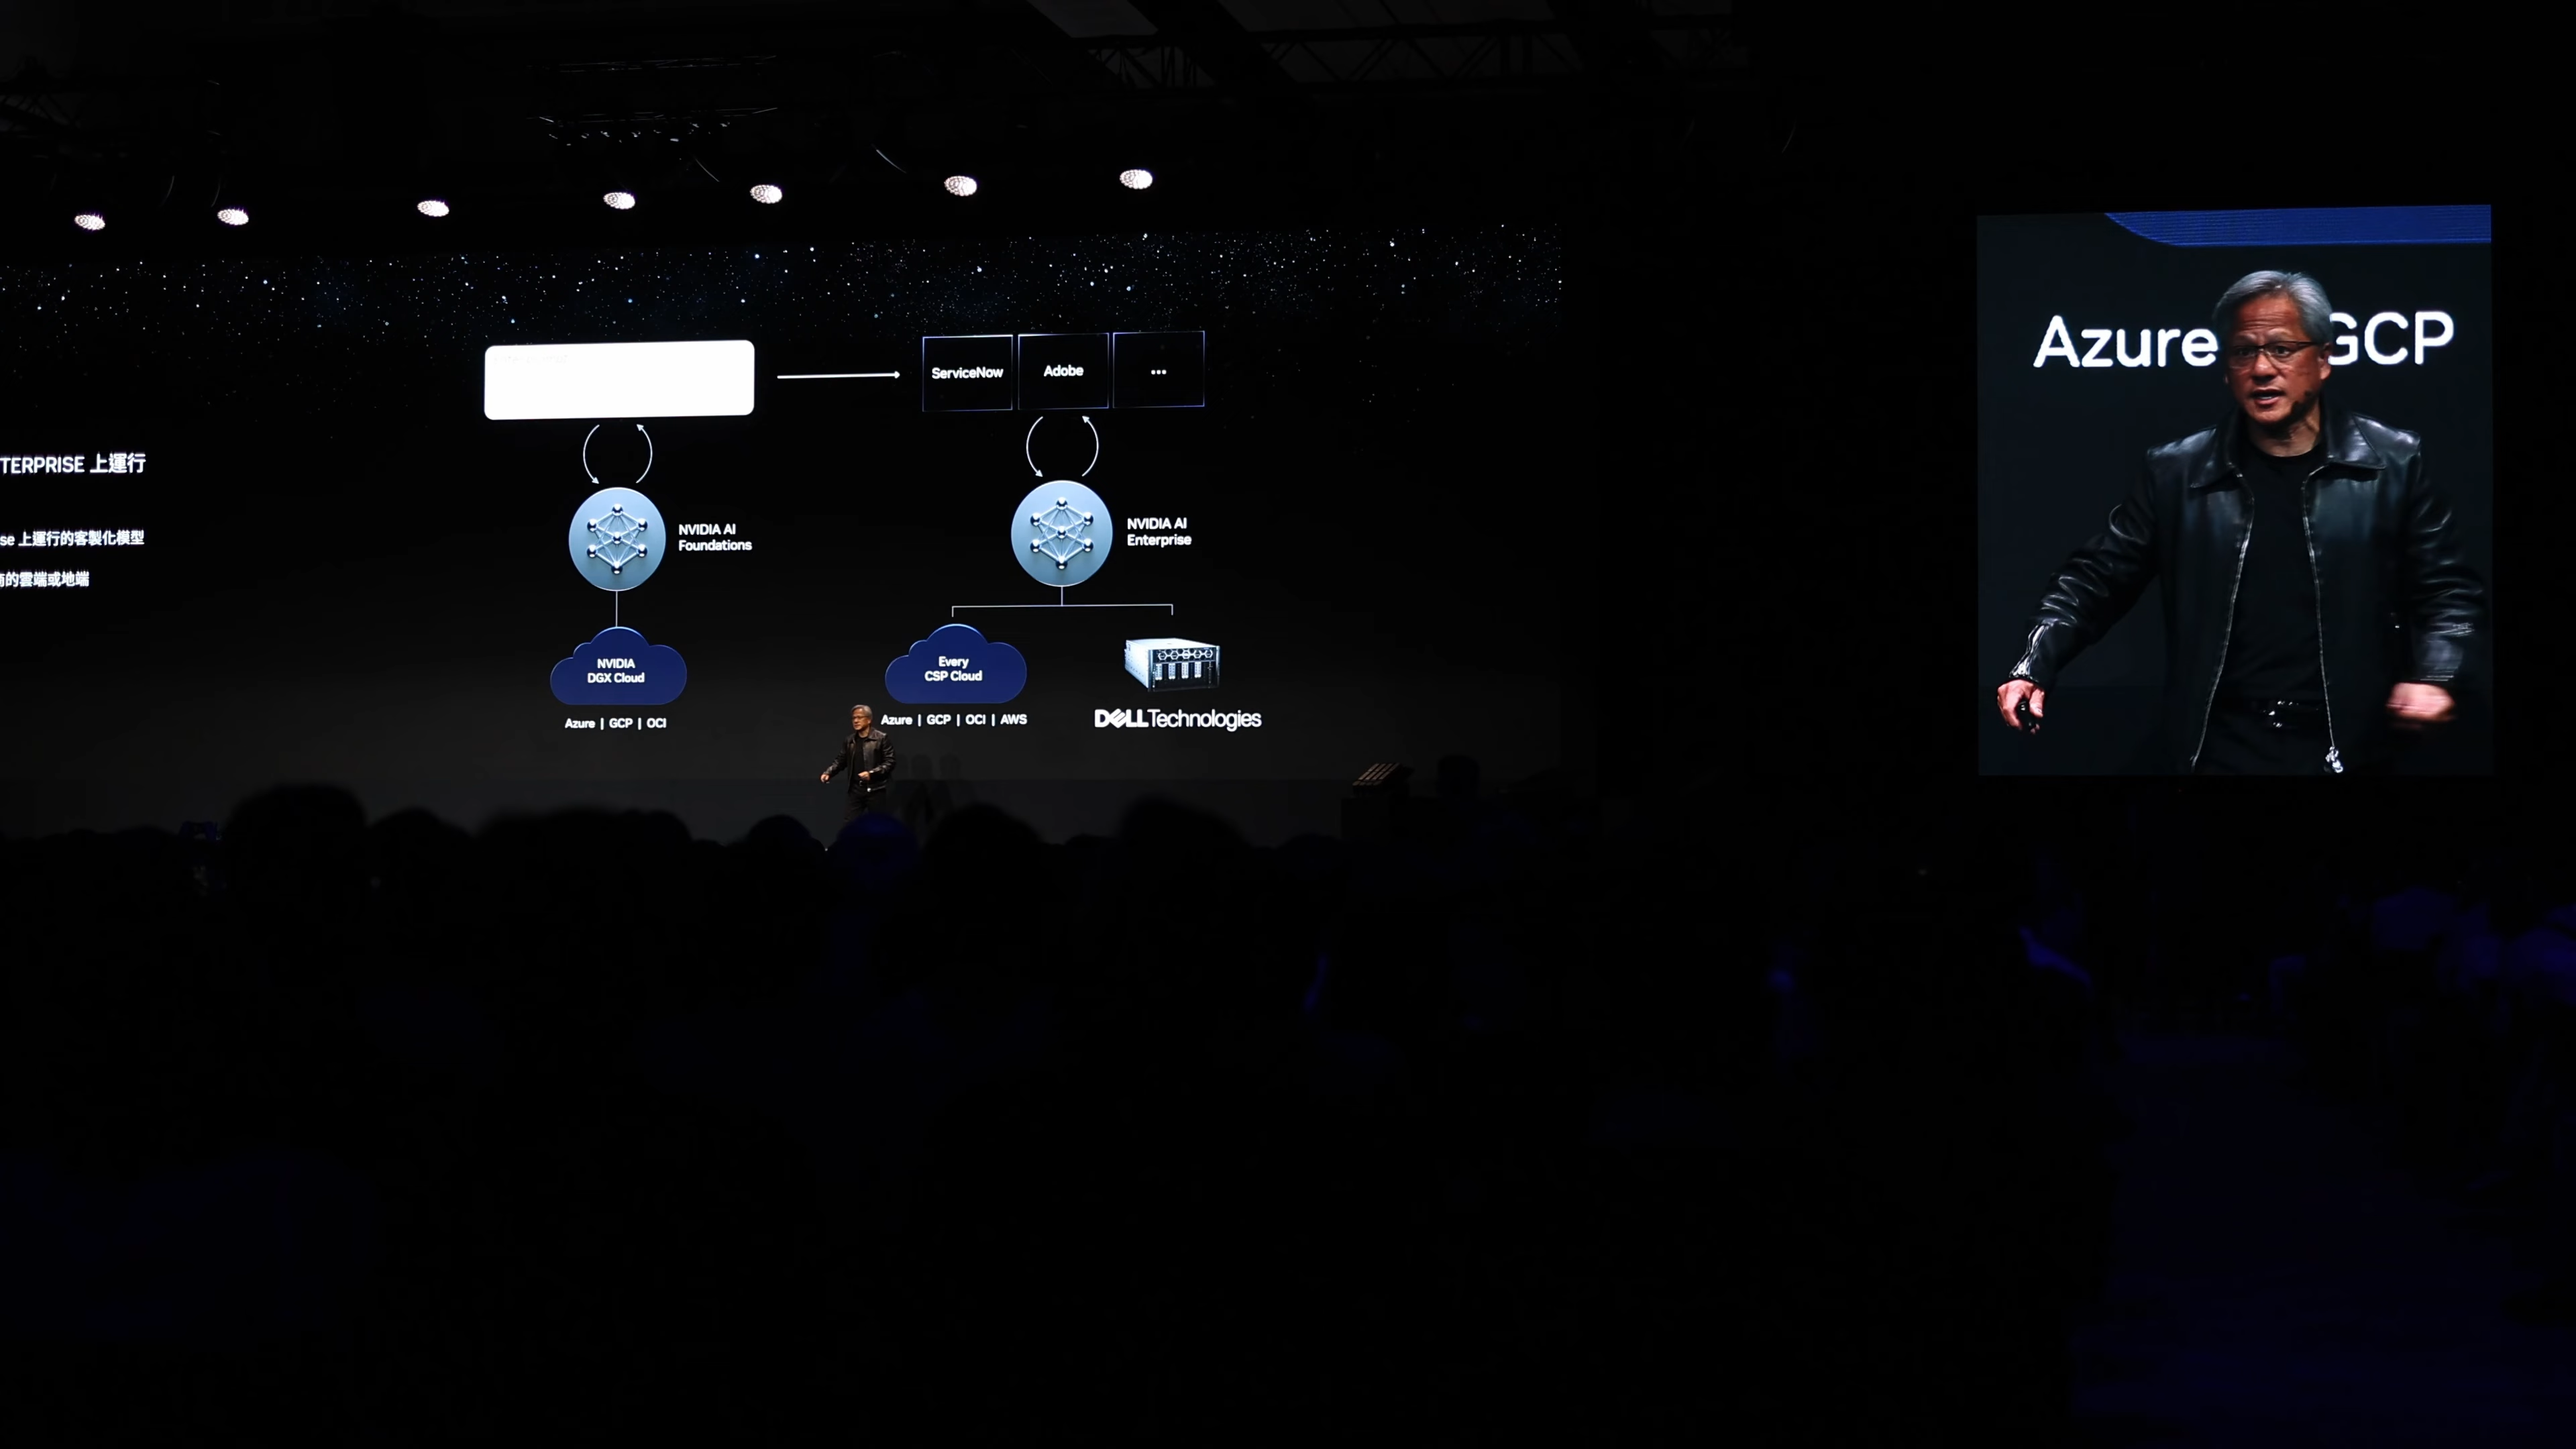 TERPRISE 上運行
se 上運行的客製化模型
的雲端或地端
ServiceNow
Adobe
...
NVIDIA AI
Foundations
NVIDIA AI
Enterprise
NVIDIA
DGX Cloud
Azure | GCP | OCI
Every
CSP Cloud
Azure | GCP | OCI | AWS
DELL Technologies
Azure
GCP